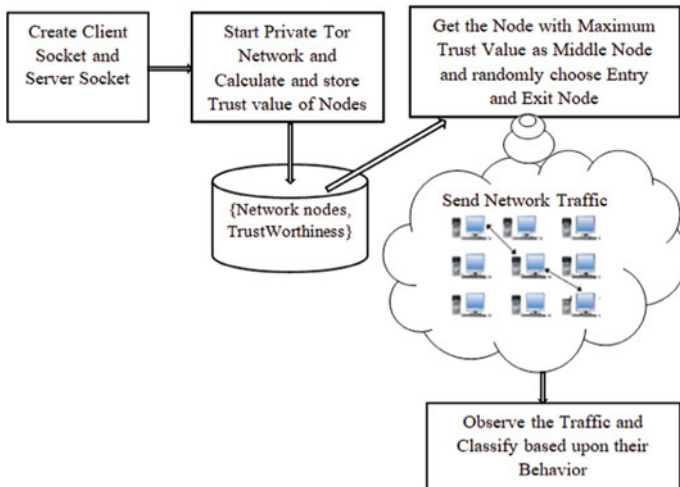 Create Client
Socket and
Server Socket
Start Private Tor
Network and
Calculate and store
Trust value of Nodes
Get the Node with Maximum
Trust Value as Middle Node
and randomly choose Entry
and Exit Node
{Network nodes,
TrustWorthiness}
Send Network Traffic
Observe the Traffic and
Classify based upon their
Behavior